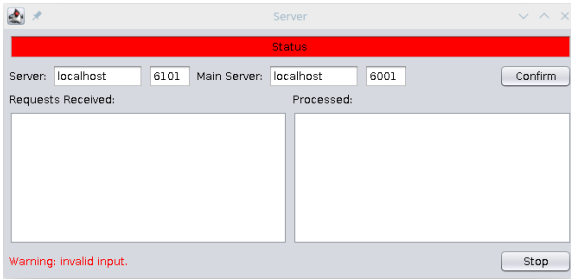 Server
Status
Server: localhost 6101 Main Server: localhost 6001 Confirm
Requests Received: Processed:
Warning: invalid input. Stop